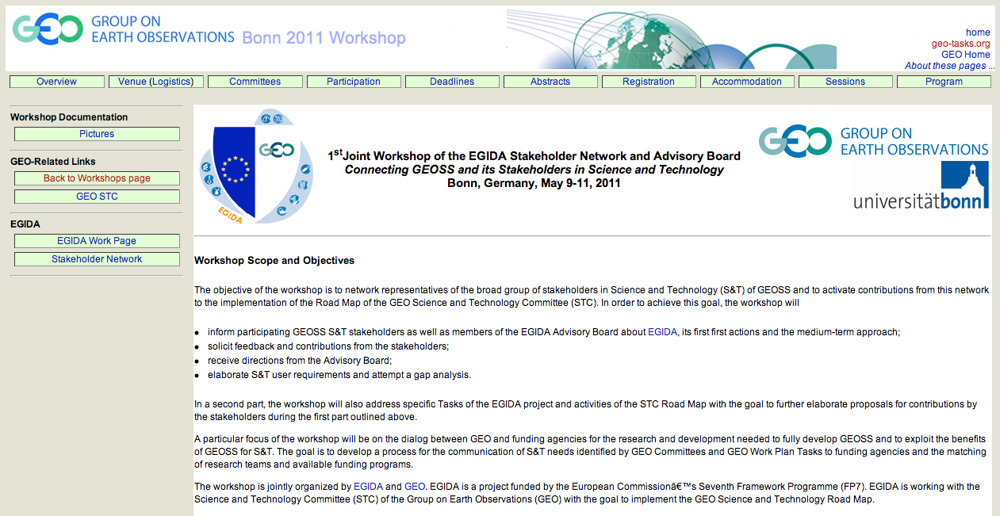 GEO GROUP ON
EARTH OBSERVATIONS Bonn 2011 Workshop
home
geo-tasks.org
GEO Home
About these pages ...
Overview
Venue (Logistics)
Committees
Participation
Deadlines
Abstracts
Registration
Accommodation
Sessions
Program
Workshop Documentation
Pictures
GEO-Related Links
Back to Workshops page
GEO STC
EGIDA
EGIDA Work Page
Stakeholder Network
GEO
EGIDA
1st Joint Workshop of the EGIDA Stakeholder Network and Advisory Board
Connecting GEOSS and its Stakeholders in Science and Technology
Bonn, Germany, May 9-11, 2011
GEO GROUP ON
EARTH OBSERVATIONS
universitätbonn
Workshop Scope and Objectives
The objective of the workshop is to network representatives of the broad group of stakeholders in Science and Technology (S&T) of GEOSS and to activate contributions from this network
to the implementation of the Road Map of the GEO Science and Technology Committee (STC). In order to achieve this goal, the workshop will
• inform participating GEOSS S&T stakeholders as well as members of the EGIDA Advisory Board about EGIDA, its first first actions and the medium-term approach;
• solicit feedback and contributions from the stakeholders;
• receive directions from the Advisory Board;
• elaborate S&T user requirements and attempt a gap analysis.
In a second part, the workshop will also address specific Tasks of the EGIDA project and activities of the STC Road Map with the goal to further elaborate proposals for contributions by
the stakeholders during the first part outlined above.
A particular focus of the workshop will be on the dialog between GEO and funding agencies for the research and development needed to fully develop GEOSS and to exploit the benefits
of GEOSS for S&T. The goal is to develop a process for the communication of S&T needs identified by GEO Committees and GEO Work Plan Tasks to funding agencies and the matching
of research teams and available funding programs.
The workshop is jointly organized by EGIDA and GEO. EGIDA is a project funded by the European Commissionâ€™s Seventh Framework Programme (FP7). EGIDA is working with the
Science and Technology Committee (STC) of the Group on Earth Observations (GEO) with the goal to implement the GEO Science and Technology Road Map.